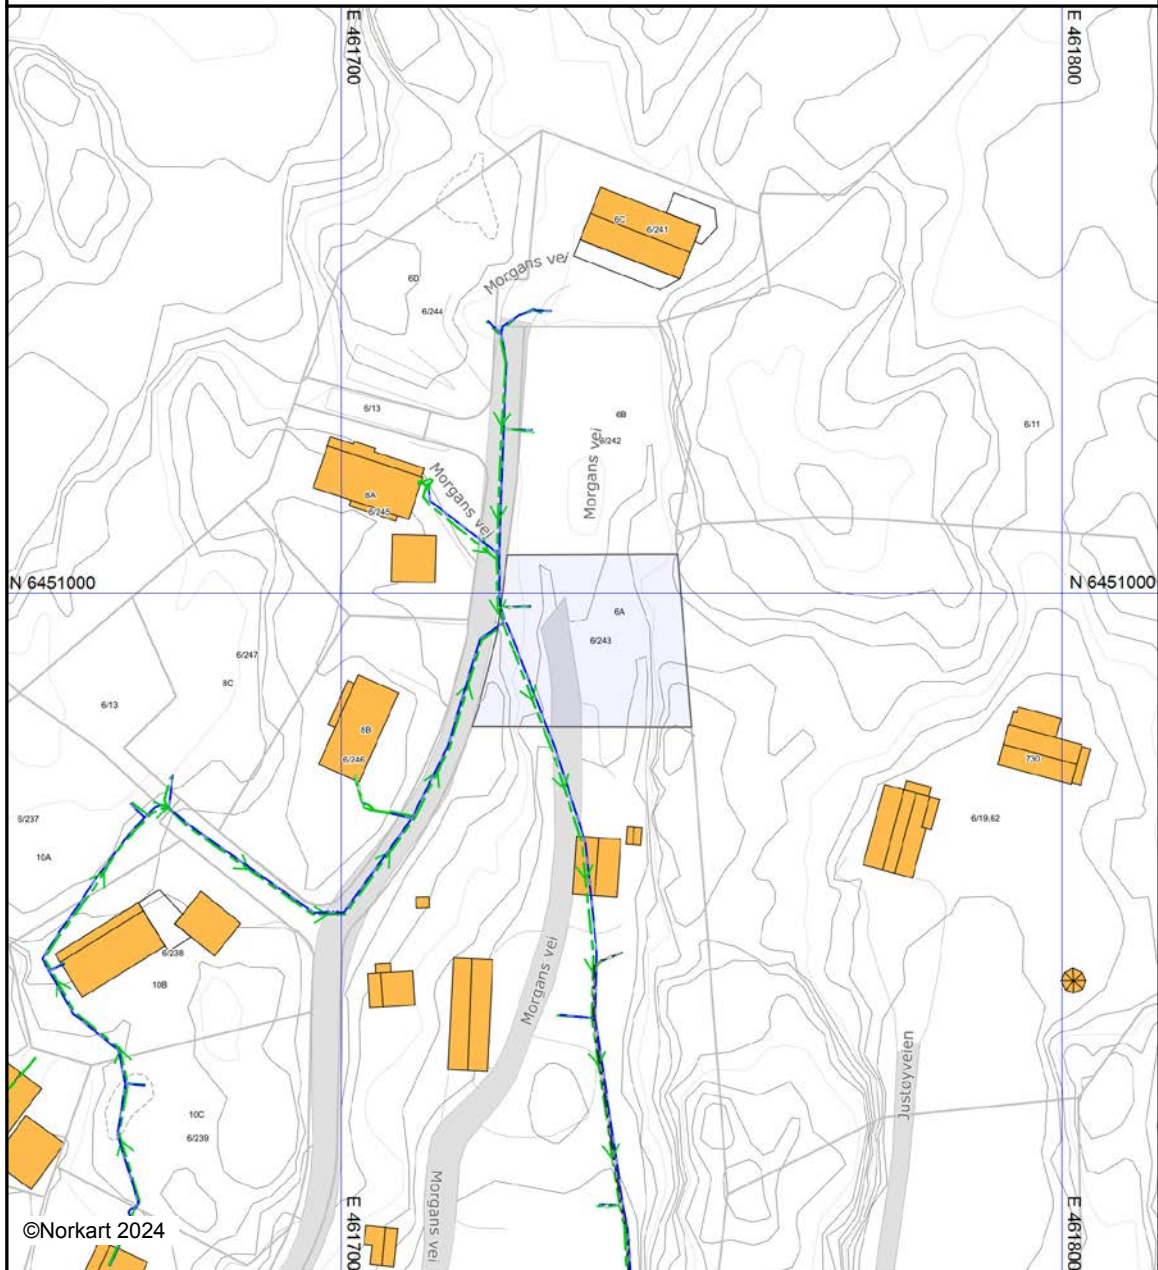 E 461700
E 461800
6C
6/241
Morgans vei
6D
6/244
6/13
6B
6/242
Morgans vei
6/11
Morgans vei
8A
6/245
N 6451000
N 6451000
6A
6/243
6/247
8C
6/13
8B
6/246
730
6/19,62
6/237
10A
6/238
10B
Morgans vei
Justøyveien
10C
6/239
Morgans vei
E 461700
E 461800
©Norkart 2024